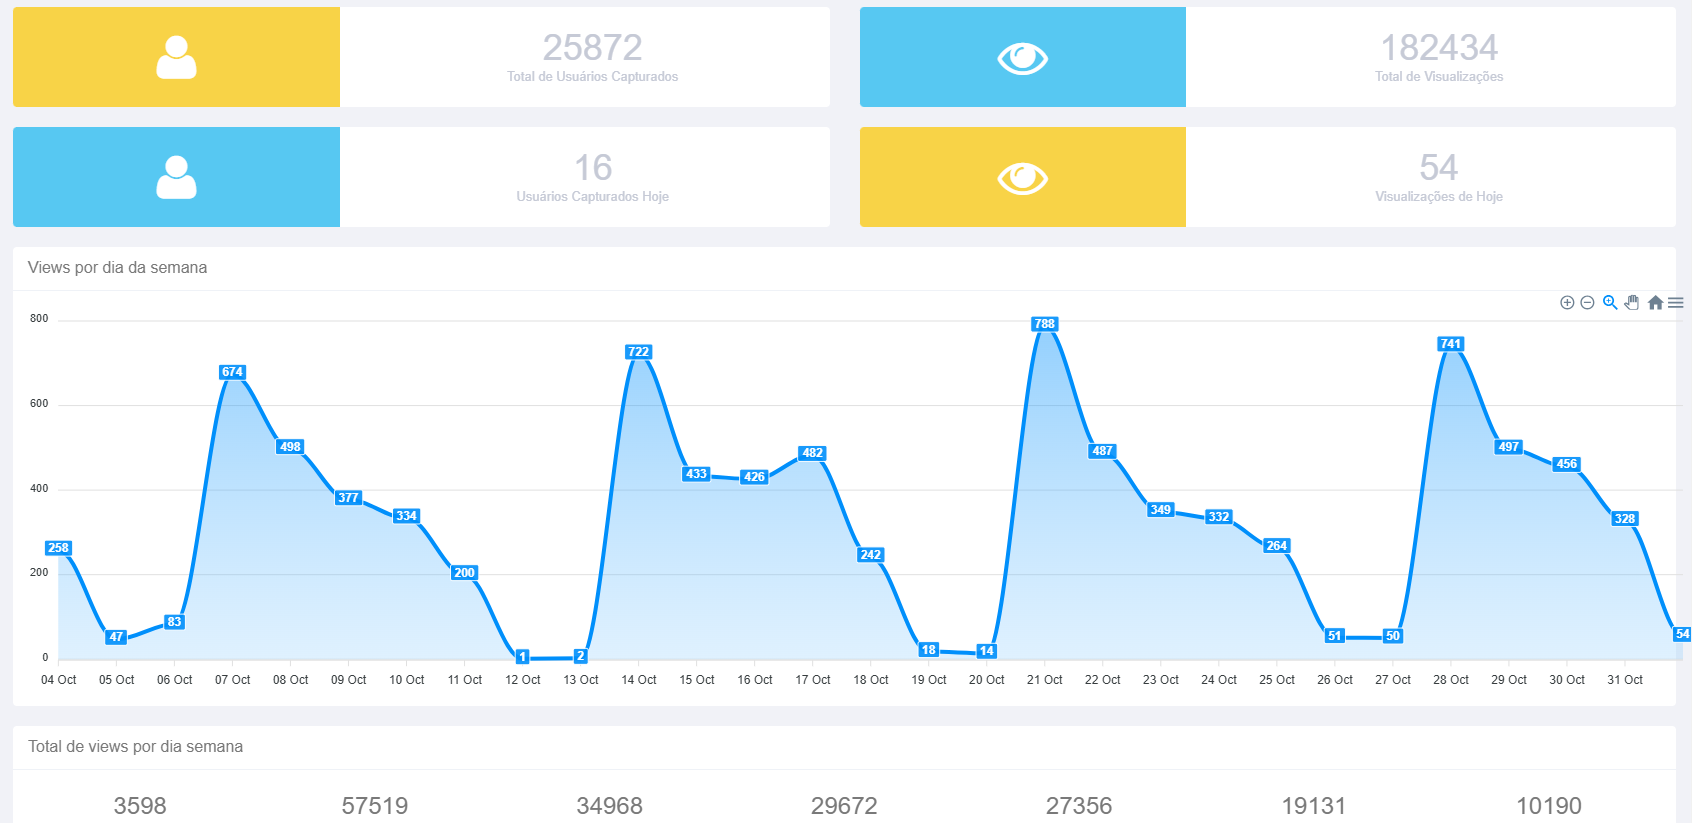 25872
Total de Usuários Capturados
182434
Total de Visualizações
16
Usuários Capturados Hoje
54
Visualizações de Hoje
Views por dia da semana
800
600
400
200
0
258
47
83
674
498
377
334
200
1
2
722
433
426
482
242
18
14
788
487
349
332
264
51
50
741
497
456
328
54
04 Oct
05 Oct
06 Oct
07 Oct
08 Oct
09 Oct
10 Oct
11 Oct
12 Oct
13 Oct
14 Oct
15 Oct
16 Oct
17 Oct
18 Oct
19 Oct
20 Oct
21 Oct
22 Oct
23 Oct
24 Oct
25 Oct
26 Oct
27 Oct
28 Oct
29 Oct
30 Oct
31 Oct
Total de views por dia semana
3598
57519
34968
29672
27356
19131
10190